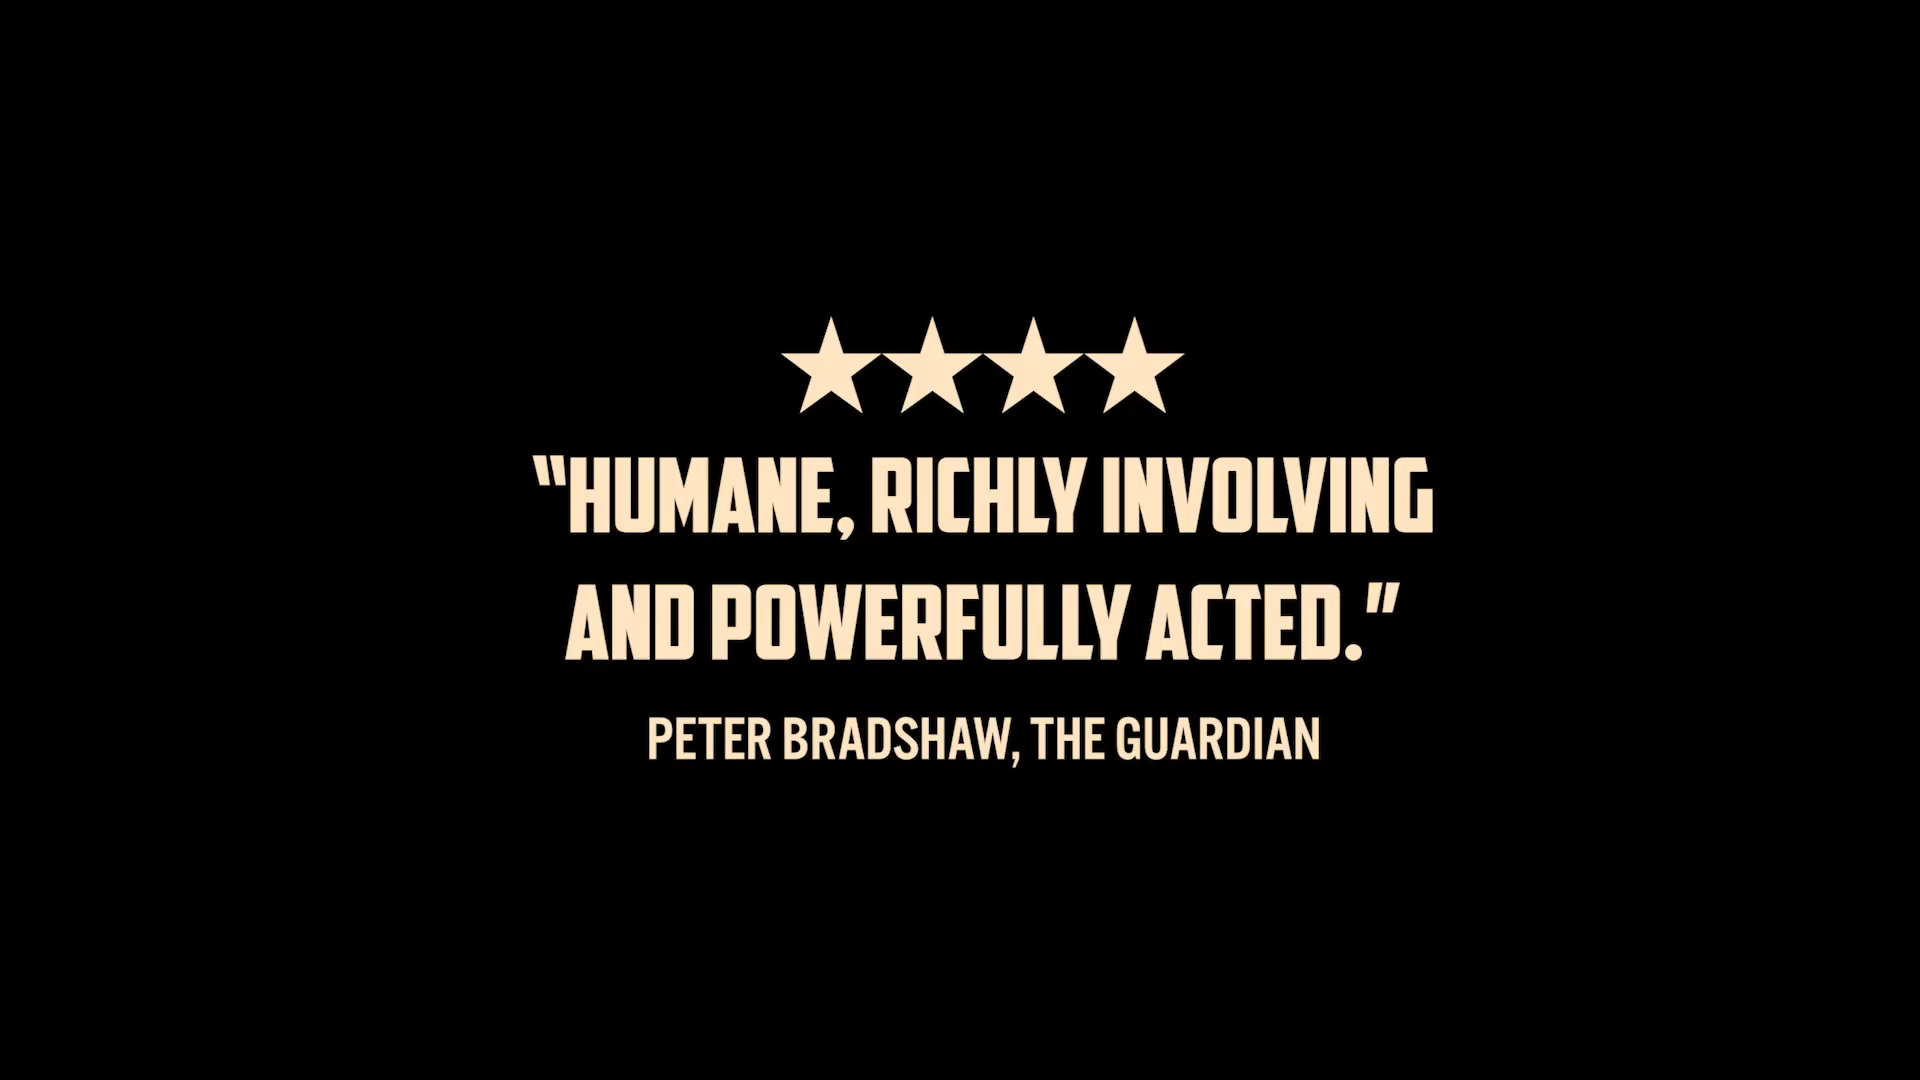 “HUMANE, RICHLY INVOLVING
AND POWERFULLY ACTED.”
PETER BRADSHAW, THE GUARDIAN